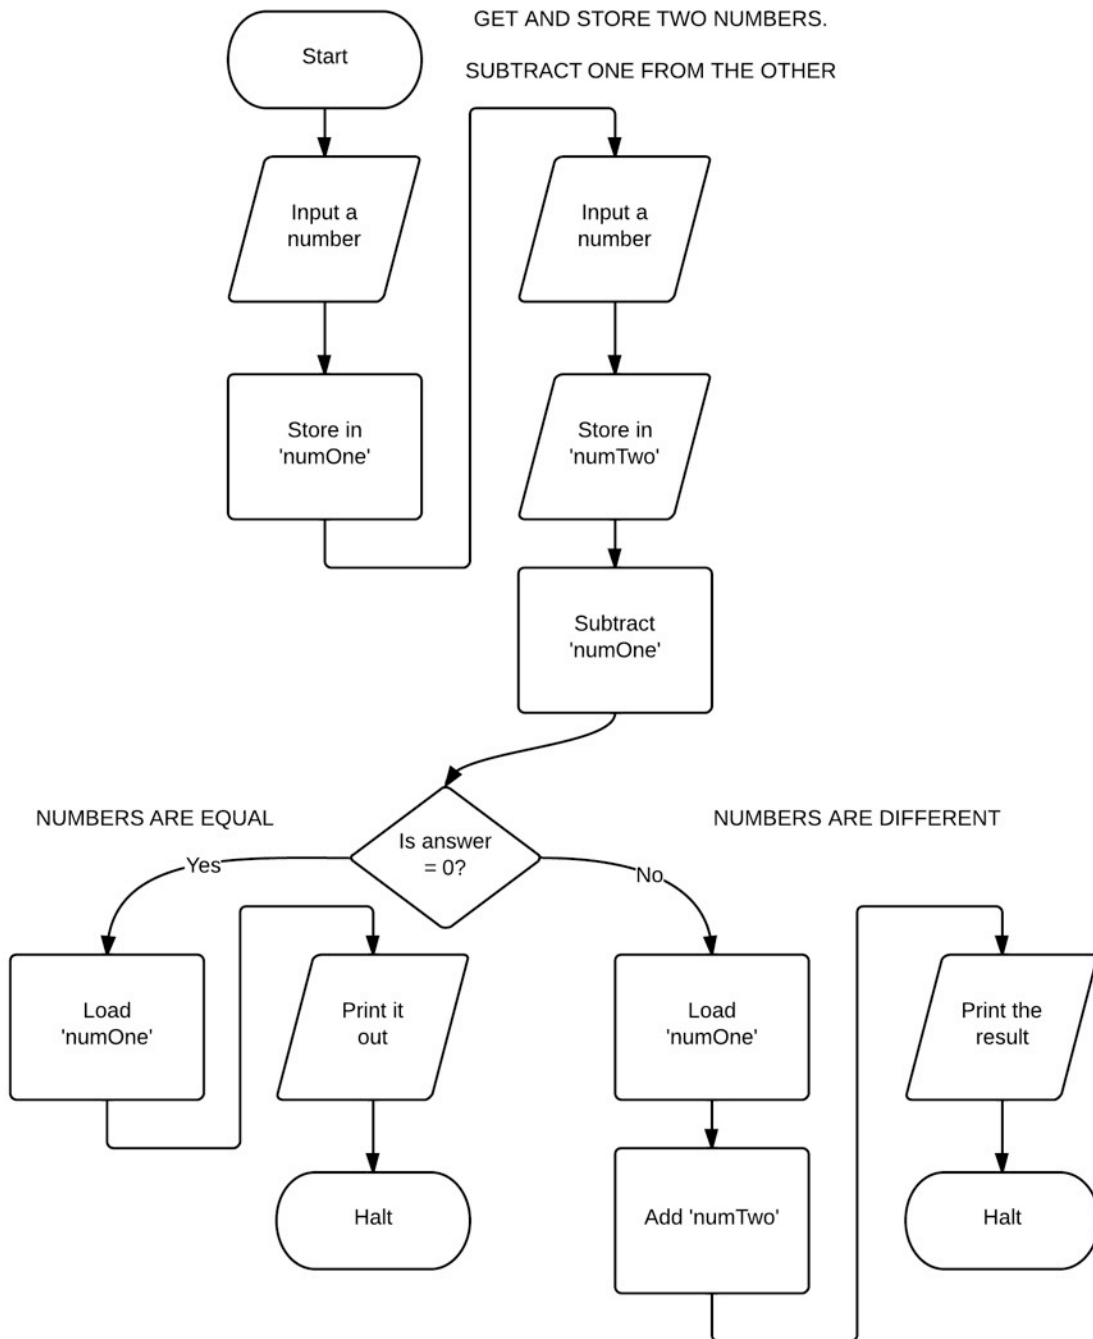 GET AND STORE TWO NUMBERS.
SUBTRACT ONE FROM THE OTHER
Start
Input a
number
Store in
'numOne'
Input a
number
Store in
'numTwo'
Subtract
'numOne'
Is answer
= 0?
NUMBERS ARE EQUAL
Yes
Load
'numOne'
Print it
out
Halt
NUMBERS ARE DIFFERENT
No
Load
'numOne'
Add 'numTwo'
Print the
result
Halt